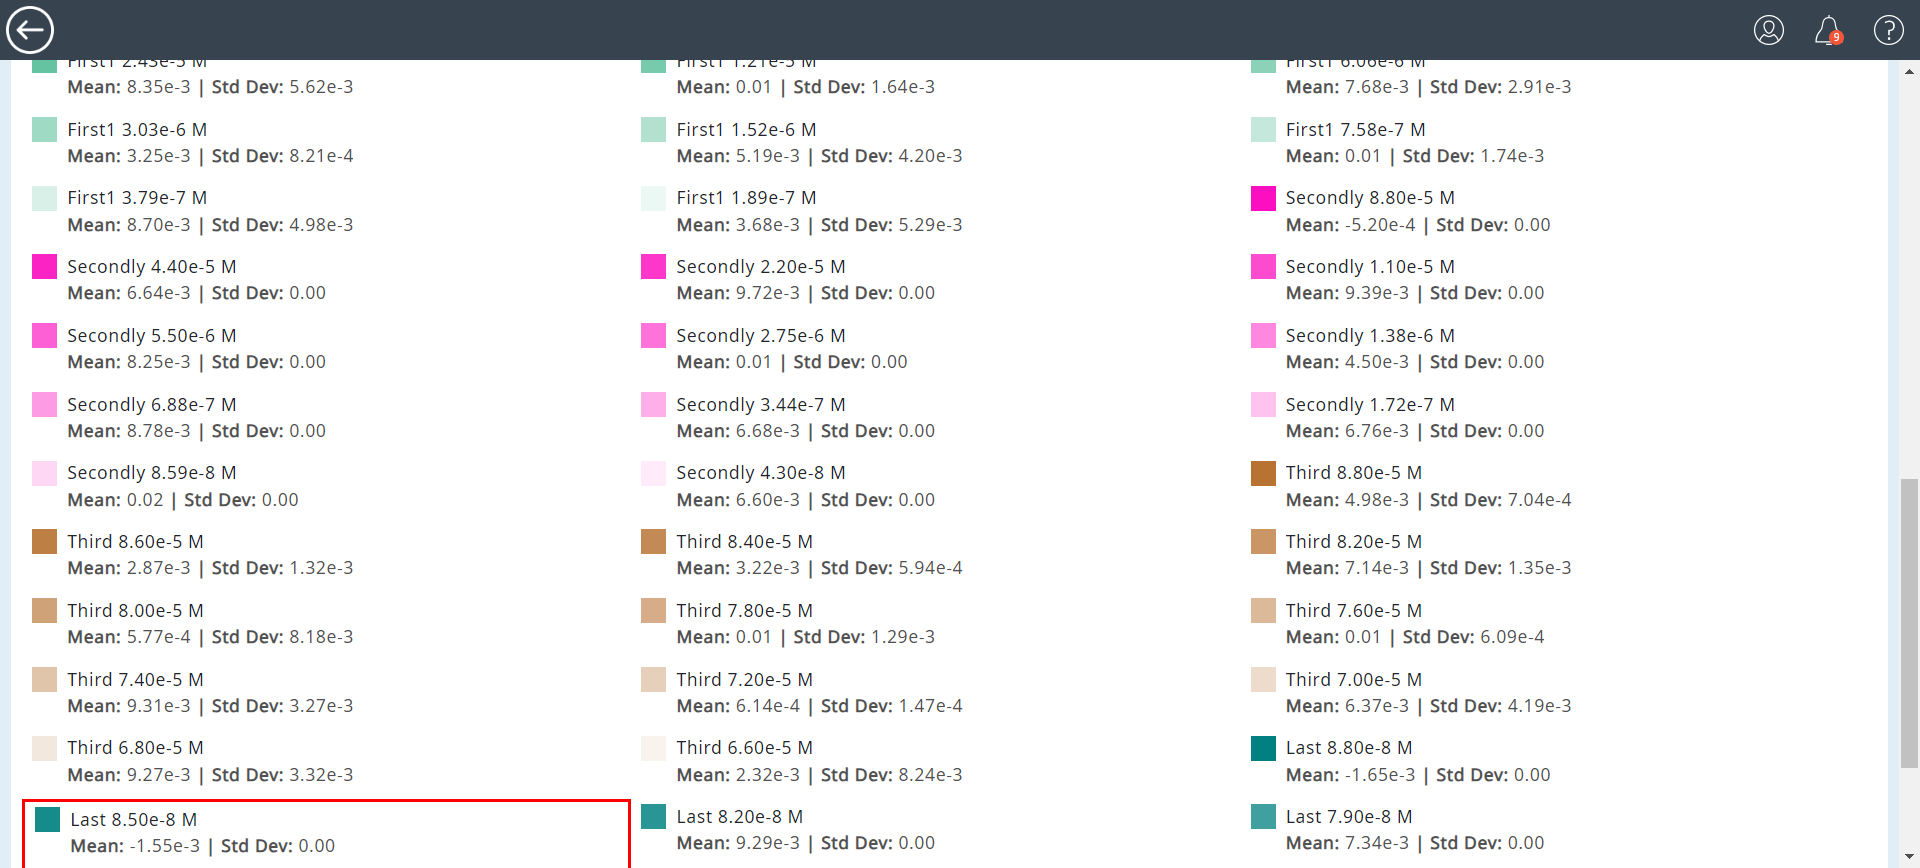 9
First1 2.43e-5 M
Mean: 8.35e-3 | Std Dev: 5.62e-3
First1 1.21e-5 M
Mean: 0.01 | Std Dev: 1.64e-3
First1 6.06e-6 M
Mean: 7.68e-3 | Std Dev: 2.91e-3
First1 3.03e-6 M
Mean: 3.25e-3 | Std Dev: 8.21e-4
First1 1.52e-6 M
Mean: 5.19e-3 | Std Dev: 4.20e-3
First1 7.58e-7 M
Mean: 0.01 | Std Dev: 1.74e-3
First1 3.79e-7 M
Mean: 8.70e-3 | Std Dev: 4.98e-3
First1 1.89e-7 M
Mean: 3.68e-3 | Std Dev: 5.29e-3
Secondly 8.80e-5 M
Mean: -5.20e-4 | Std Dev: 0.00
Secondly 4.40e-5 M
Mean: 6.64e-3 | Std Dev: 0.00
Secondly 2.20e-5 M
Mean: 9.72e-3 | Std Dev: 0.00
Secondly 1.10e-5 M
Mean: 9.39e-3 | Std Dev: 0.00
Secondly 5.50e-6 M
Mean: 8.25e-3 | Std Dev: 0.00
Secondly 2.75e-6 M
Mean: 0.01 | Std Dev: 0.00
Secondly 1.38e-6 M
Mean: 4.50e-3 | Std Dev: 0.00
Secondly 6.88e-7 M
Mean: 8.78e-3 | Std Dev: 0.00
Secondly 3.44e-7 M
Mean: 6.68e-3 | Std Dev: 0.00
Secondly 1.72e-7 M
Mean: 6.76e-3 | Std Dev: 0.00
Secondly 8.59e-8 M
Mean: 0.02 | Std Dev: 0.00
Secondly 4.30e-8 M
Mean: 6.60e-3 | Std Dev: 0.00
Third 8.80e-5 M
Mean: 4.98e-3 | Std Dev: 7.04e-4
Third 8.60e-5 M
Mean: 2.87e-3 | Std Dev: 1.32e-3
Third 8.40e-5 M
Mean: 3.22e-3 | Std Dev: 5.94e-4
Third 8.20e-5 M
Mean: 7.14e-3 | Std Dev: 1.35e-3
Third 8.00e-5 M
Mean: 5.77e-4 | Std Dev: 8.18e-3
Third 7.80e-5 M
Mean: 0.01 | Std Dev: 1.29e-3
Third 7.60e-5 M
Mean: 0.01 | Std Dev: 6.09e-4
Third 7.40e-5 M
Mean: 9.31e-3 | Std Dev: 3.27e-3
Third 7.20e-5 M
Mean: 6.14e-4 | Std Dev: 1.47e-4
Third 7.00e-5 M
Mean: 6.37e-3 | Std Dev: 4.19e-3
Third 6.80e-5 M
Mean: 9.27e-3 | Std Dev: 3.32e-3
Third 6.60e-5 M
Mean: 2.32e-3 | Std Dev: 8.24e-3
Last 8.80e-8 M
Mean: -1.65e-3 | Std Dev: 0.00
Last 8.50e-8 M
Mean: -1.55e-3 | Std Dev: 0.00
Last 8.20e-8 M
Mean: 9.29e-3 | Std Dev: 0.00
Last 7.90e-8 M
Mean: 7.34e-3 | Std Dev: 0.00